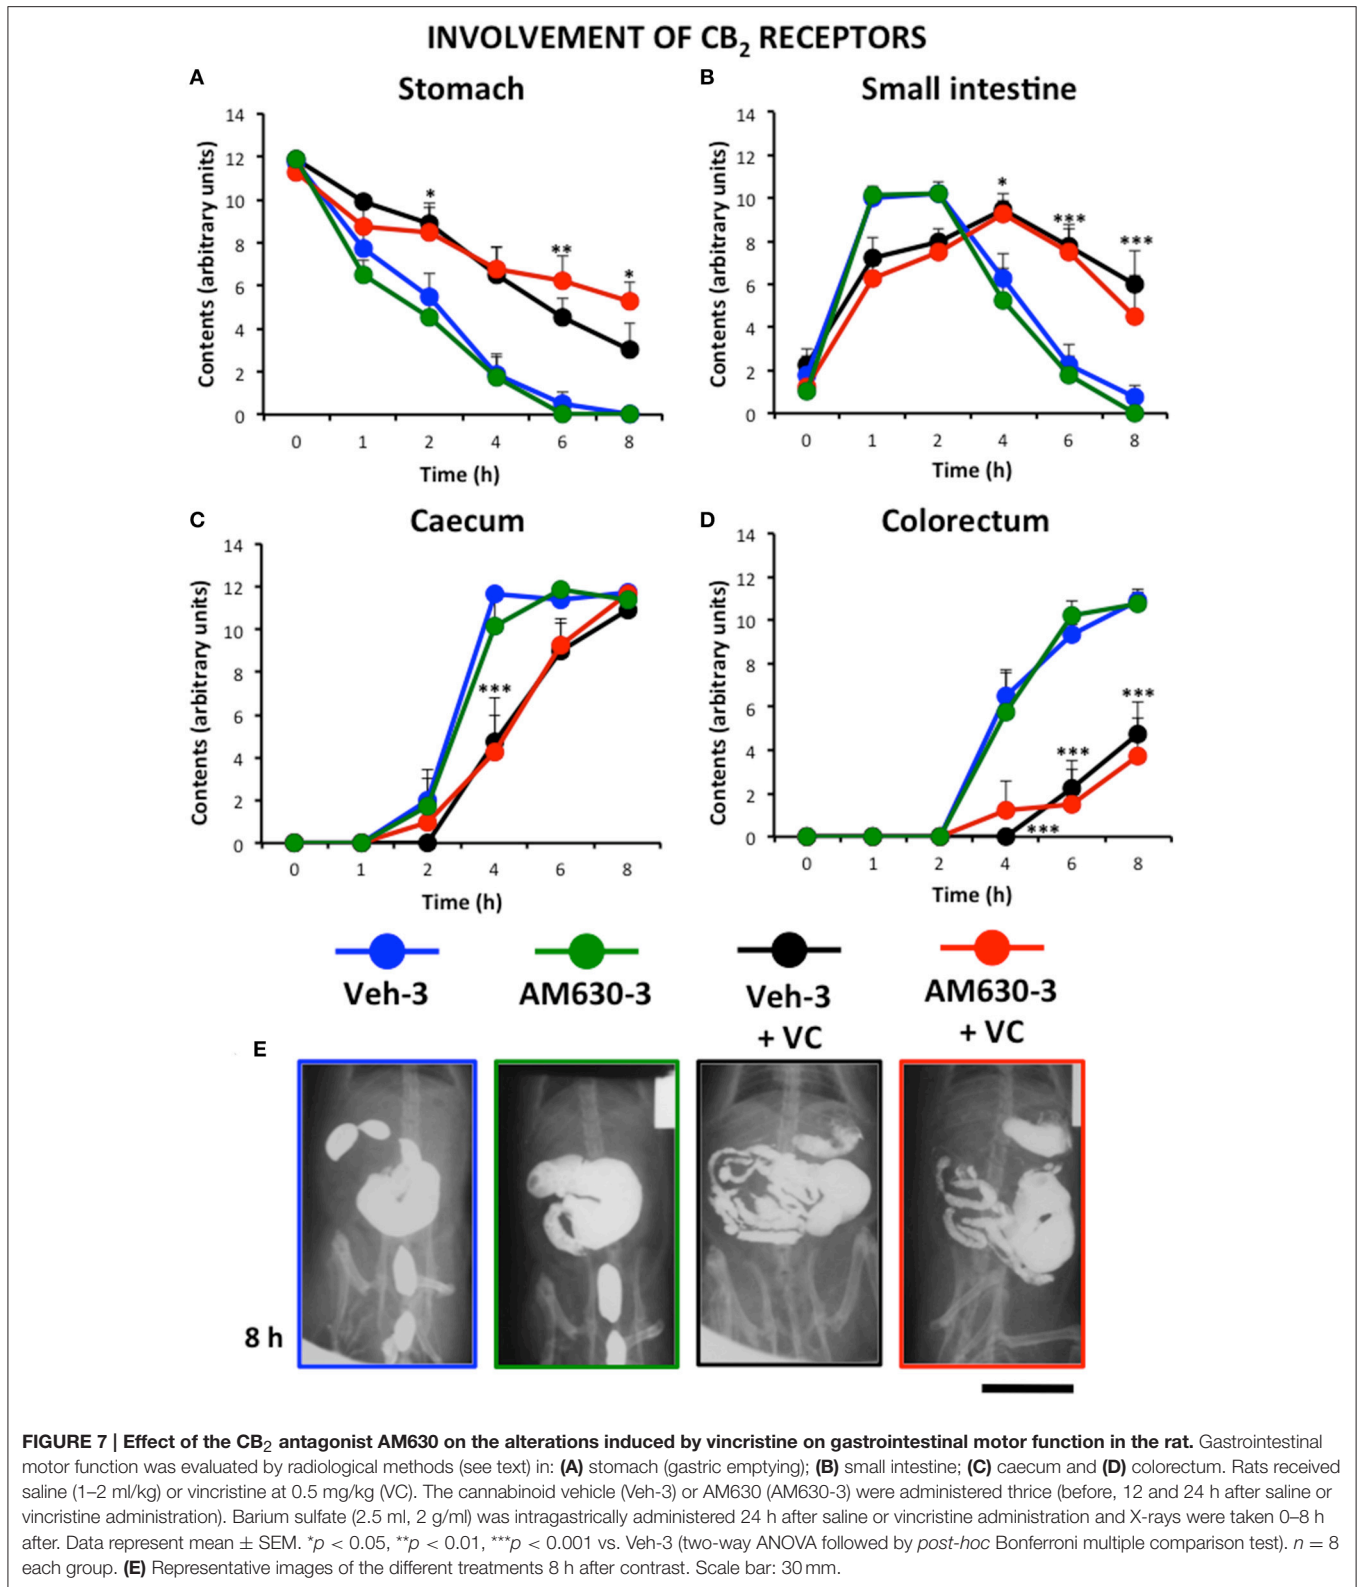 INVOLVEMENT OF CB₂ RECEPTORS
A
Stomach
Contents (arbitrary units)
14
12
10
8
6
4
2
0
*
**
*
0 1 2 4 6 8
Time (h)
B
Small intestine
Contents (arbitrary units)
14
12
10
8
6
4
2
0
*
***
***
0 1 2 4 6 8
Time (h)
C
Caecum
Contents (arbitrary units)
14
12
10
8
6
4
2
0
***
0 1 2 4 6 8
Time (h)
D
Colorectum
Contents (arbitrary units)
14
12
10
8
6
4
2
0
***
***
***
0 1 2 4 6 8
Time (h)
Veh-3
AM630-3
Veh-3
+ VC
AM630-3
+ VC
E
8 h
FIGURE 7 | Effect of the CB₂ antagonist AM630 on the alterations induced by vincristine on gastrointestinal motor function in the rat. Gastrointestinal
motor function was evaluated by radiological methods (see text) in: (A) stomach (gastric emptying); (B) small intestine; (C) caecum and (D) colorectum. Rats received
saline (1–2 ml/kg) or vincristine at 0.5 mg/kg (VC). The cannabinoid vehicle (Veh-3) or AM630 (AM630-3) were administered thrice (before, 12 and 24 h after saline or
vincristine administration). Barium sulfate (2.5 ml, 2 g/ml) was intragastrically administered 24 h after saline or vincristine administration and X-rays were taken 0–8 h
after. Data represent mean ± SEM. *p < 0.05, **p < 0.01, ***p < 0.001 vs. Veh-3 (two-way ANOVA followed by post-hoc Bonferroni multiple comparison test). n = 8
each group. (E) Representative images of the different treatments 8 h after contrast. Scale bar: 30 mm.